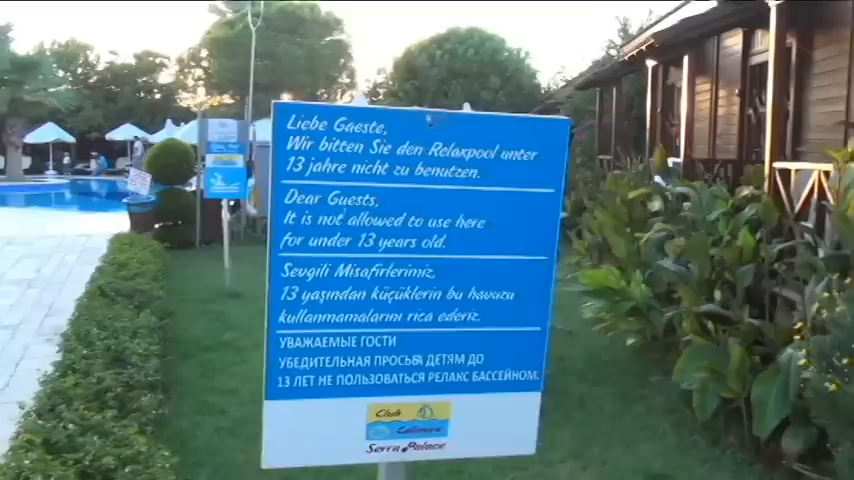 Liebe Gaeste,
Wir bitten Sie den Relaxpool unter
13 jahre nicht zu benutzen.
Dear Guests,
It is not allowed to use here
for under 13 years old.
Sevgili Misafirlerimiz,
13 yaşından küçüklerin bu havuzu
kullanmamalarını rica ederiz.
УВАЖАЕМЫЕ ГОСТИ
УБЕДИТЕЛЬНАЯ ПРОСЬБА ДЕТЯМ ДО
13 ЛЕТ НЕ ПОЛЬЗОВАТЬСЯ РЕЛАКС БАССЕЙНОМ.
Club
Calimera
Serra Palace